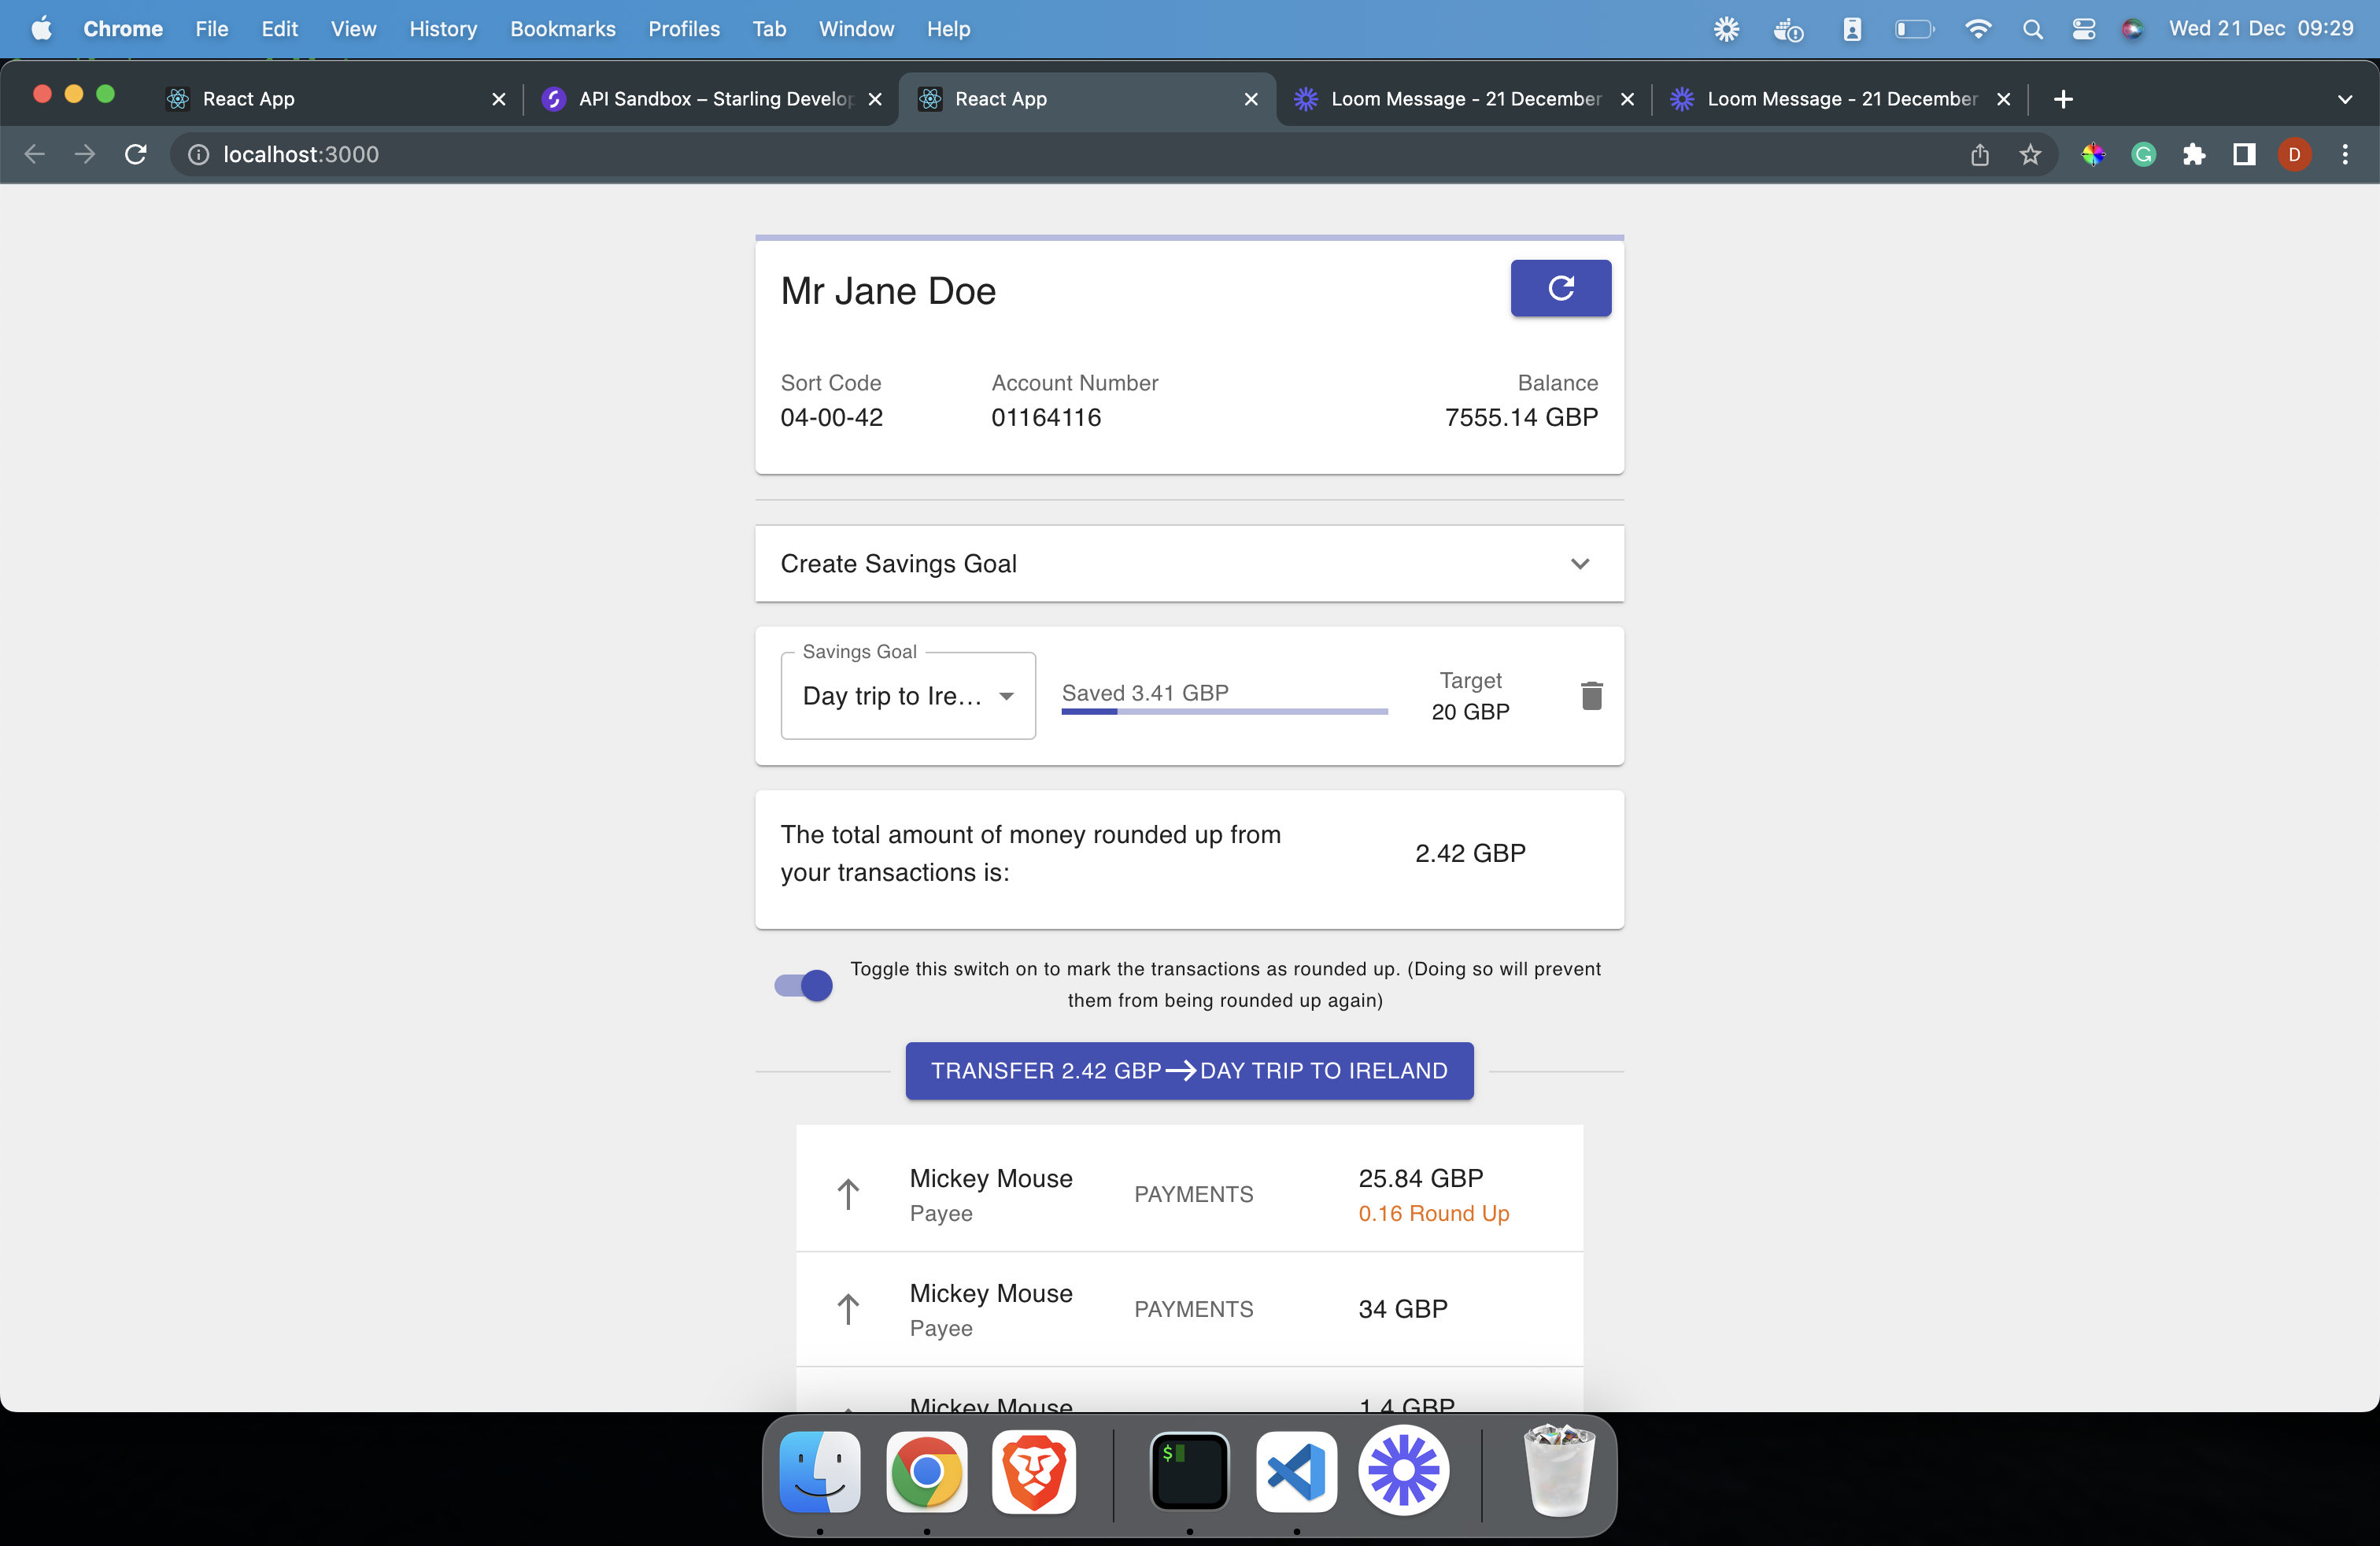 Chrome File Edit View History Bookmarks Profiles Tab Window Help Wed 21 Dec 09:29
React App API Sandbox – Starling Develop React App Loom Message - 21 December Loom Message - 21 December
localhost:3000 G D
Mr Jane Doe
Sort Code Account Number Balance
04-00-42 01164116 7555.14 GBP
Create Savings Goal
Savings Goal
Day trip to Ire... Saved 3.41 GBP
Target
20 GBP
The total amount of money rounded up from
your transactions is:
2.42 GBP
Toggle this switch on to mark the transactions as rounded up. (Doing so will prevent
them from being rounded up again)
TRANSFER 2.42 GBP→DAY TRIP TO IRELAND
Mickey Mouse
Payee
PAYMENTS
25.84 GBP
0.16 Round Up
Mickey Mouse
Payee
PAYMENTS
34 GBP
Mickey Mouse 1.4 GBP
$